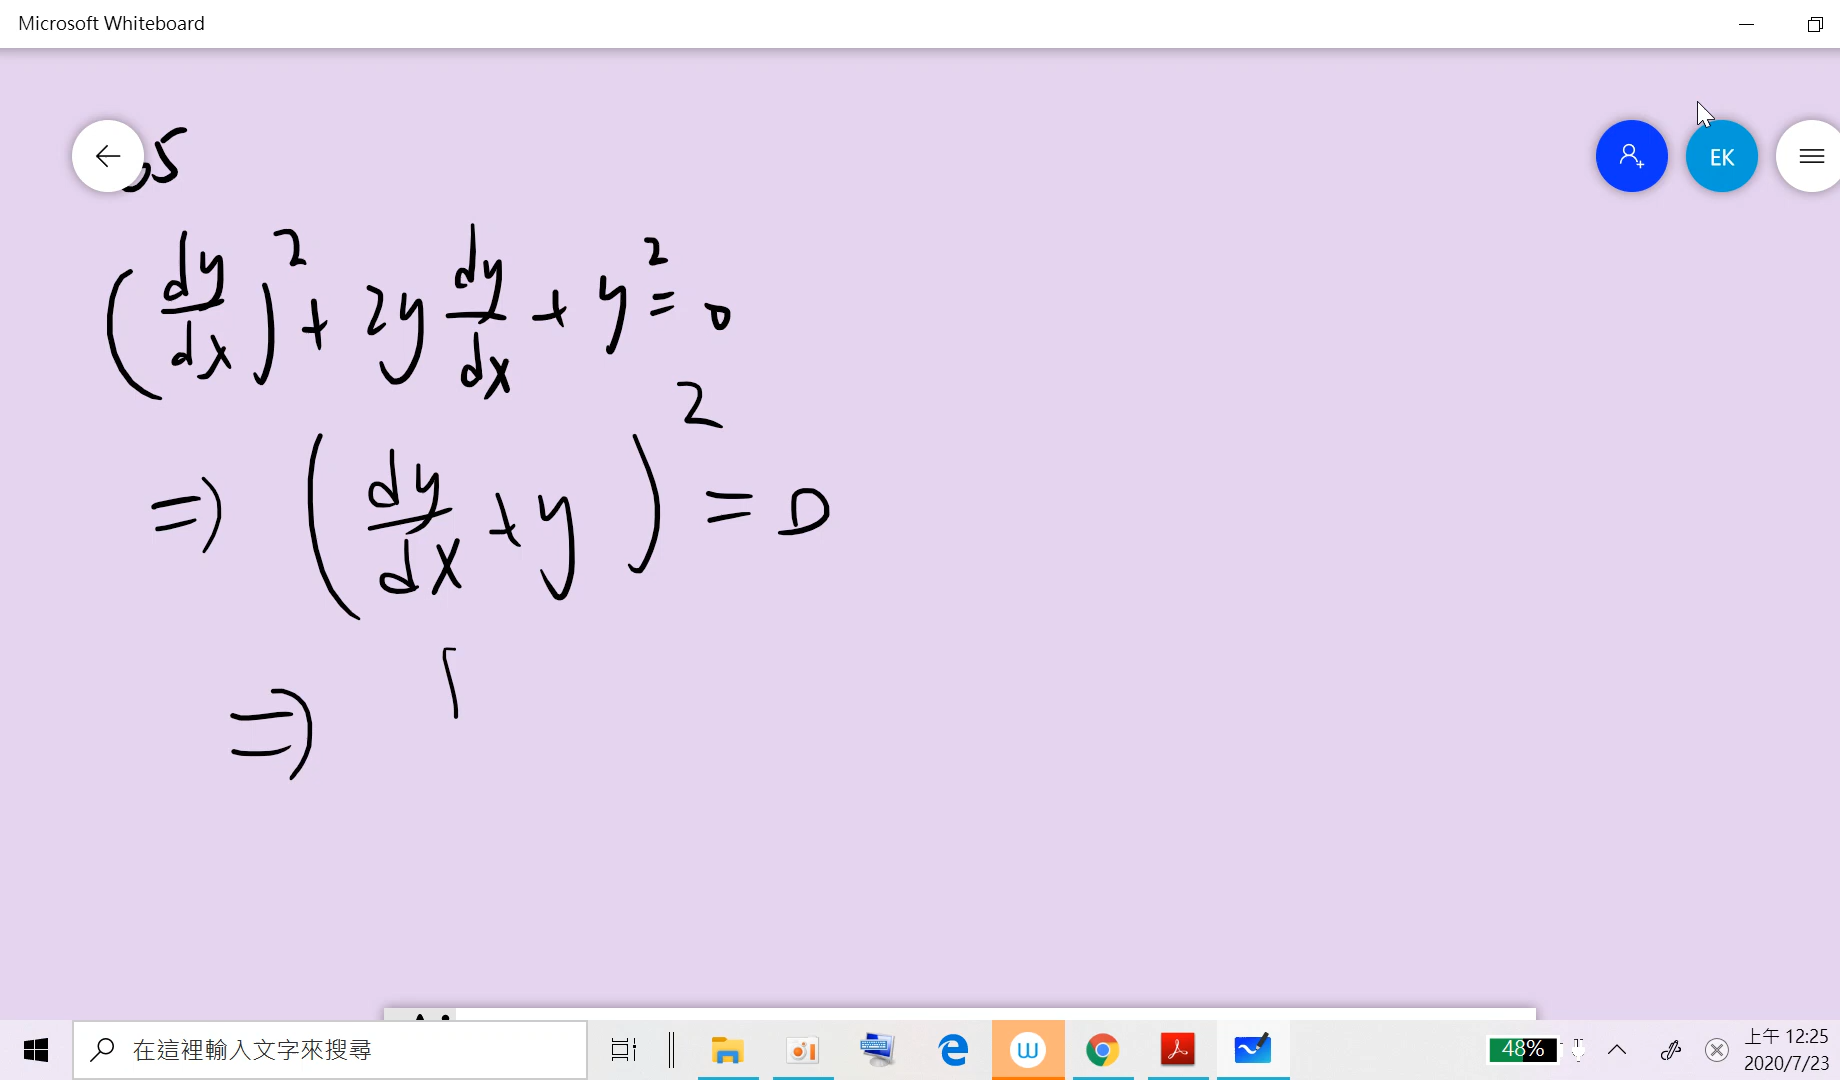 Microsoft Whiteboard
5
EK
(dy/dx)² + 2y dy/dx + y² = 0
⇒ (dy/dx + y)² = 0
⇒
在這裡輸入文字來搜尋
48%
上午 12:25
2020/7/23